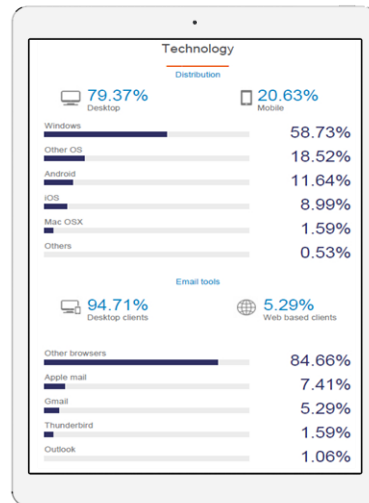 Technology
Distribution
79.37%
Desktop
20.63%
Mobile
Windows
58.73%
Other OS
18.52%
Android
11.64%
iOS
8.99%
Mac OSX
1.59%
Others
0.53%
Email tools
94.71%
Desktop clients
5.29%
Web based clients
Other browsers
84.66%
Apple mail
7.41%
Gmail
5.29%
Thunderbird
1.59%
Outlook
1.06%